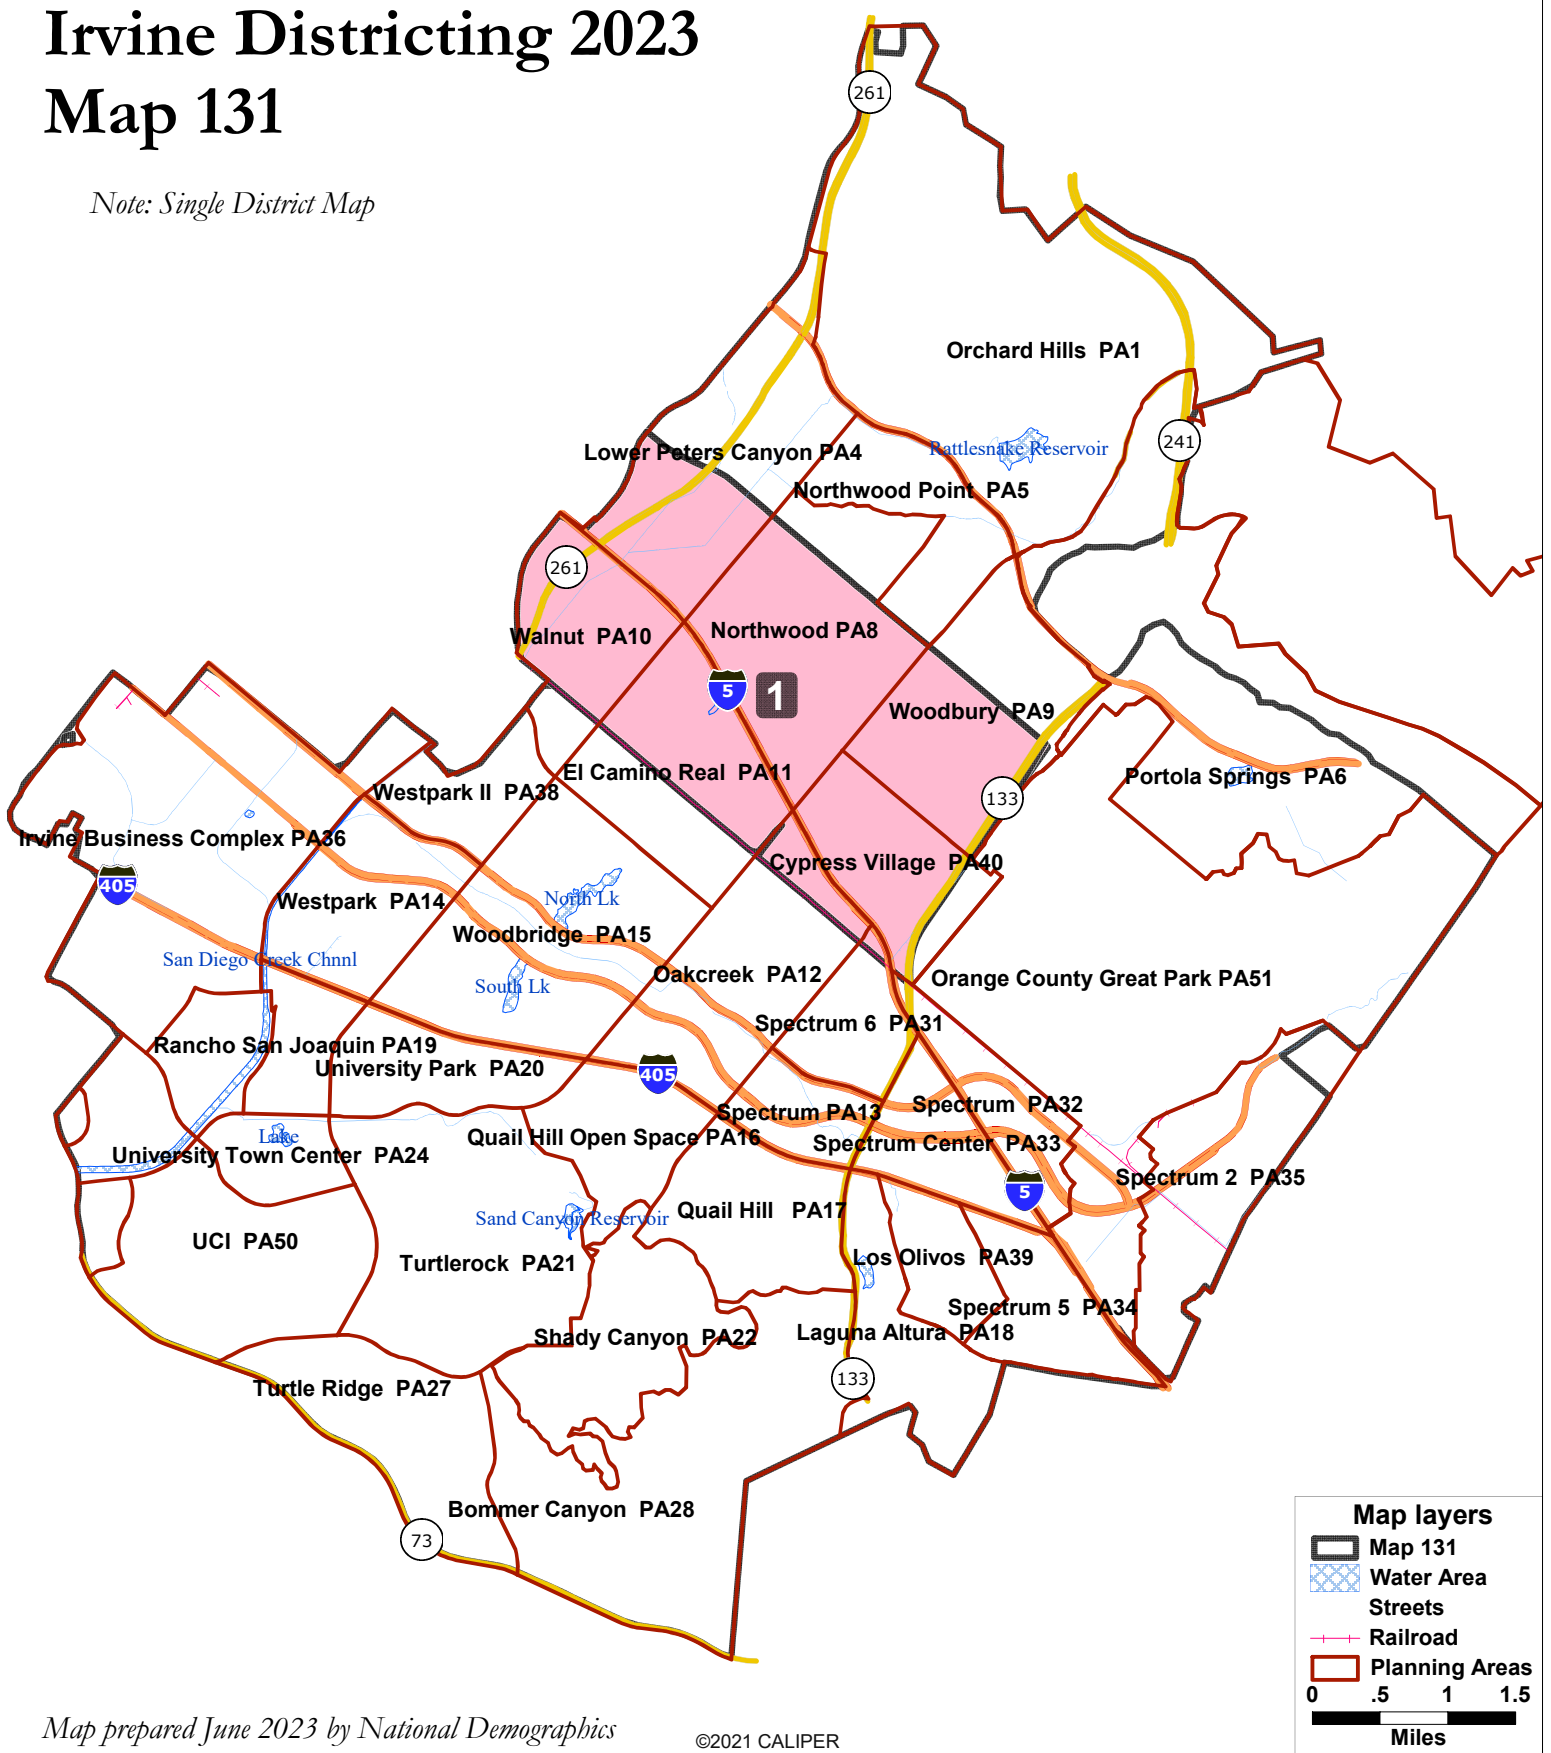 Irvine Districting 2023
Map 131
Note: Single District Map
261
Orchard Hills PA1
241
Lower Peters Canyon PA4
Rattlesnake Reservoir
Northwood Point PA5
261
Walnut PA10
Northwood PA8
5
1
Woodbury PA9
El Camino Real PA11
Portola Springs PA6
Westpark II PA38
133
Irvine Business Complex PA36
Cypress Village PA40
405
North Lk
Westpark PA14
Woodbridge PA15
San Diego Creek Chnnl
Oakcreek PA12
Orange County Great Park PA51
South Lk
Spectrum 6 PA31
Rancho San Joaquin PA19
University Park PA20
405
Spectrum PA13
Spectrum PA32
Lake
Quail Hill Open Space PA16
Spectrum Center PA33
University Town Center PA24
Spectrum 2 PA35
5
Quail Hill PA17
Sand Canyon Reservoir
UCI PA50
Turtlerock PA21
Los Olivos PA39
Spectrum 5 PA34
Shady Canyon PA22
Laguna Altura PA18
133
Turtle Ridge PA27
Bommer Canyon PA28
73
Map layers
Map 131
Water Area
Streets
Railroad
Planning Areas
0 .5 1 1.5
Miles
Map prepared June 2023 by National Demographics
©2021 CALIPER